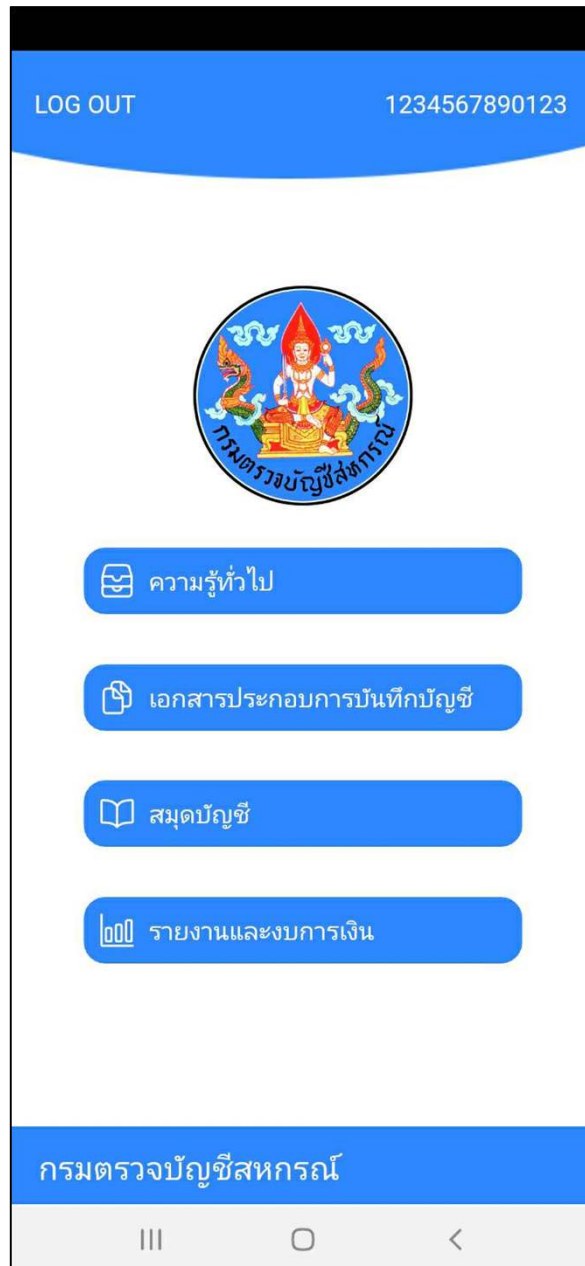 LOG OUT 1234567890123
กรมตรวจบัญชีสหกรณ์
ความรู้ทั่วไป
เอกสารประกอบการบันทึกบัญชี
สมุดบัญชี
รายงานและงบการเงิน
กรมตรวจบัญชีสหกรณ์